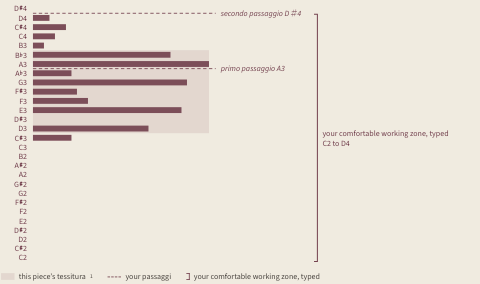 D♯4
D4
C♯4
C4
B3
B♭3
A3
A♭3
G3
F♯3
F3
E3
D♯3
D3
C♯3
C3
B2
A♯2
A2
G♯2
G2
F♯2
F2
E2
D♯2
D2
C♯2
C2
secondo passaggio D♯4
primo passaggio A3
your comfortable working zone, typed
C2 to D4
this piece's tessitura 1
your passaggi
your comfortable working zone, typed